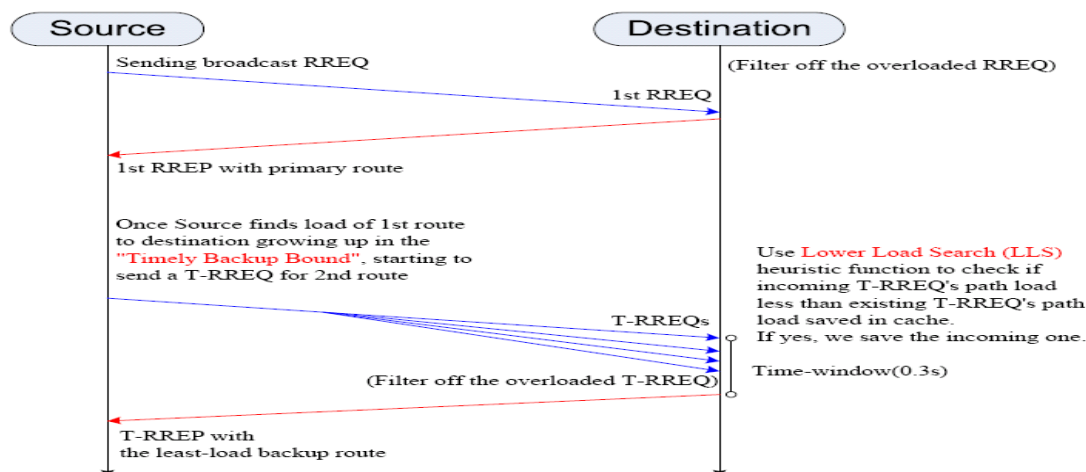 Source
Destination
Sending broadcast RREQ
(Filter off the overloaded RREQ)
1st RREQ
1st RREP with primary route
Once Source finds load of 1st route
to destination growing up in the
"Timely Backup Bound", starting to
send a T-RREQ for 2nd route
Use Lower Load Search (LLS)
heuristic function to check if
incoming T-RREQ's path load
less than existing T-RREQ's path
load saved in cache.
If yes, we save the incoming one.
T-RREQs
Time-window(0.3s)
(Filter off the overloaded T-RREQ)
T-RREP with
the least-load backup route